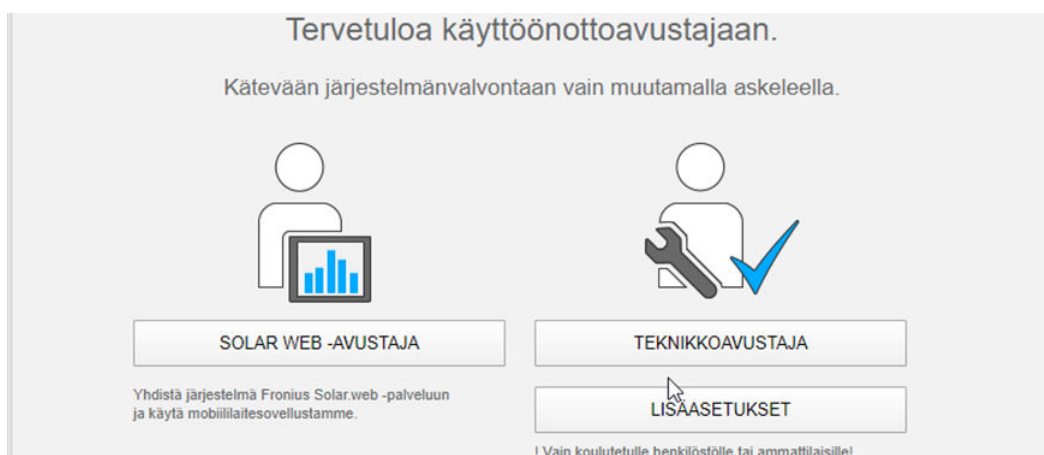 Tervetuloa käyttöönottoavustajaan.
Kätevään järjestelmänvalvontaan vain muutamalla askeleella.
SOLAR WEB -AVUSTAJA
Yhdistä järjestelmä Fronius Solar.web -palveluun
ja käytä mobiililaitesovellustamme.
TEKNIKKOAVUSTAJA
LISÄASETUKSET
! Vain koulutetulle henkilöstölle tai ammattilaisille!